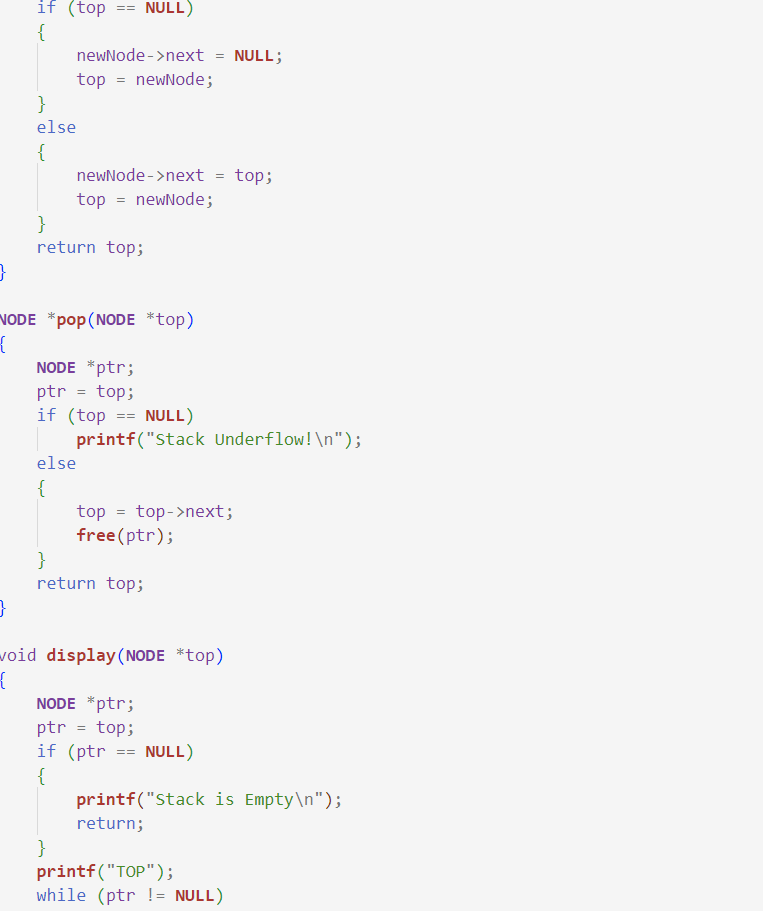 if (top == NULL)
    {
        newNode->next = NULL;
        top = newNode;
    }
    else
    {
        newNode->next = top;
        top = newNode;
    }
    return top;
}

NODE *pop(NODE *top)
{
    NODE *ptr;
    ptr = top;
    if (top == NULL)
        printf("Stack Underflow!\n");
    else
    {
        top = top->next;
        free(ptr);
    }
    return top;
}

void display(NODE *top)
{
    NODE *ptr;
    ptr = top;
    if (ptr == NULL)
    {
        printf("Stack is Empty\n");
        return;
    }
    printf("TOP");
    while (ptr != NULL)